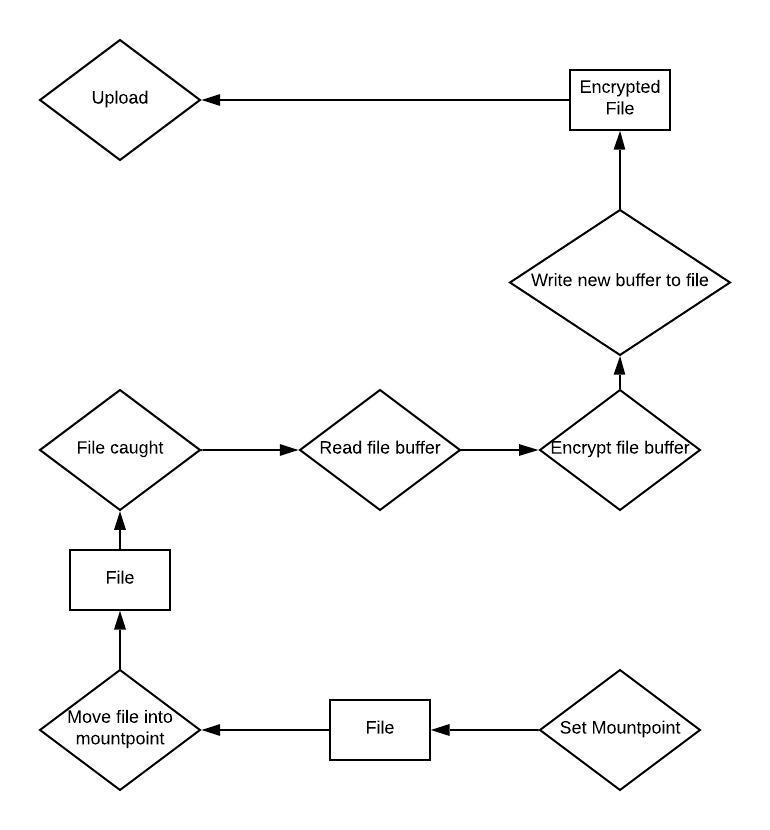 Upload
Encrypted
File
Write new buffer to file
File caught
Read file buffer
Encrypt file buffer
File
Move file into
mountpoint
File
Set Mountpoint